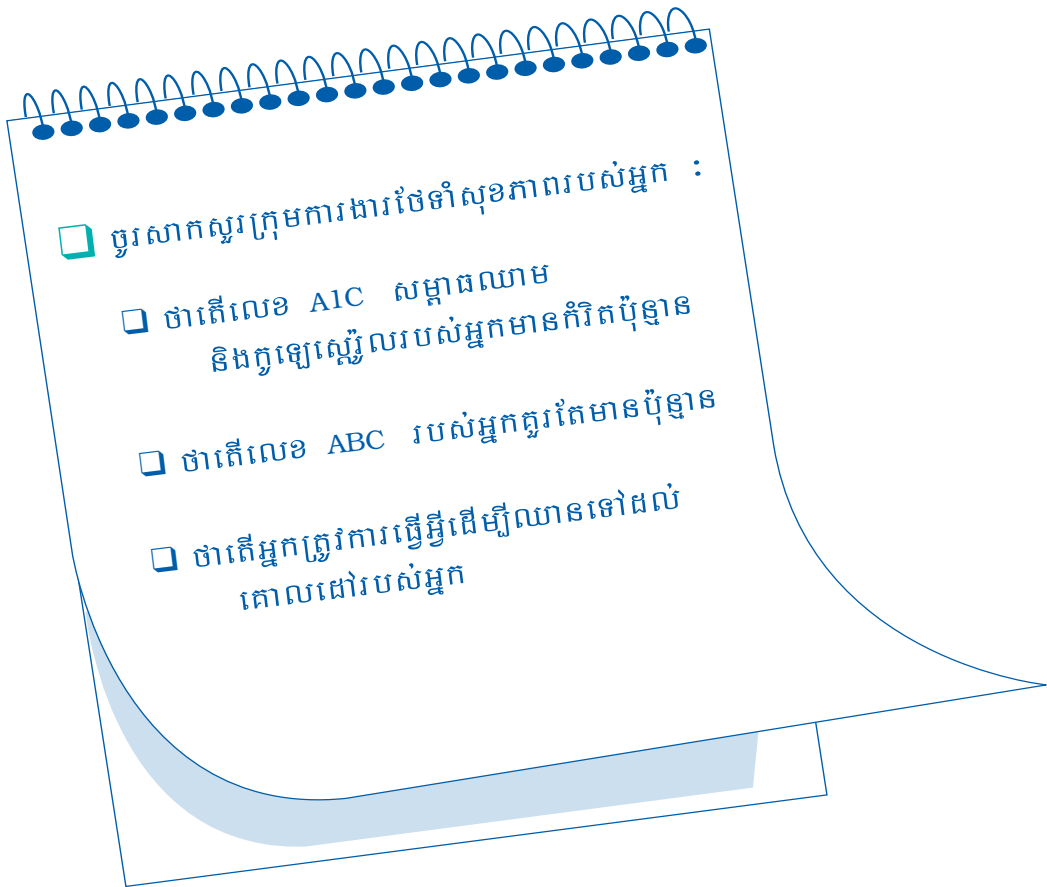 ចូរសាកសួរក្រុមការងារថែទាំសុខភាពរបស់អ្នក :
ថាតើលេខ A1C សម្ពាធឈាម
និងកូឡេស្តេរ៉ូលរបស់អ្នកមានកំរិតប៉ុន្មាន
ថាតើលេខ ABC របស់អ្នកគួរតែមានប៉ុន្មាន
ថាតើអ្នកត្រូវការធ្វើអ្វីដើម្បីឈានទៅដល់
គោលដៅរបស់អ្នក